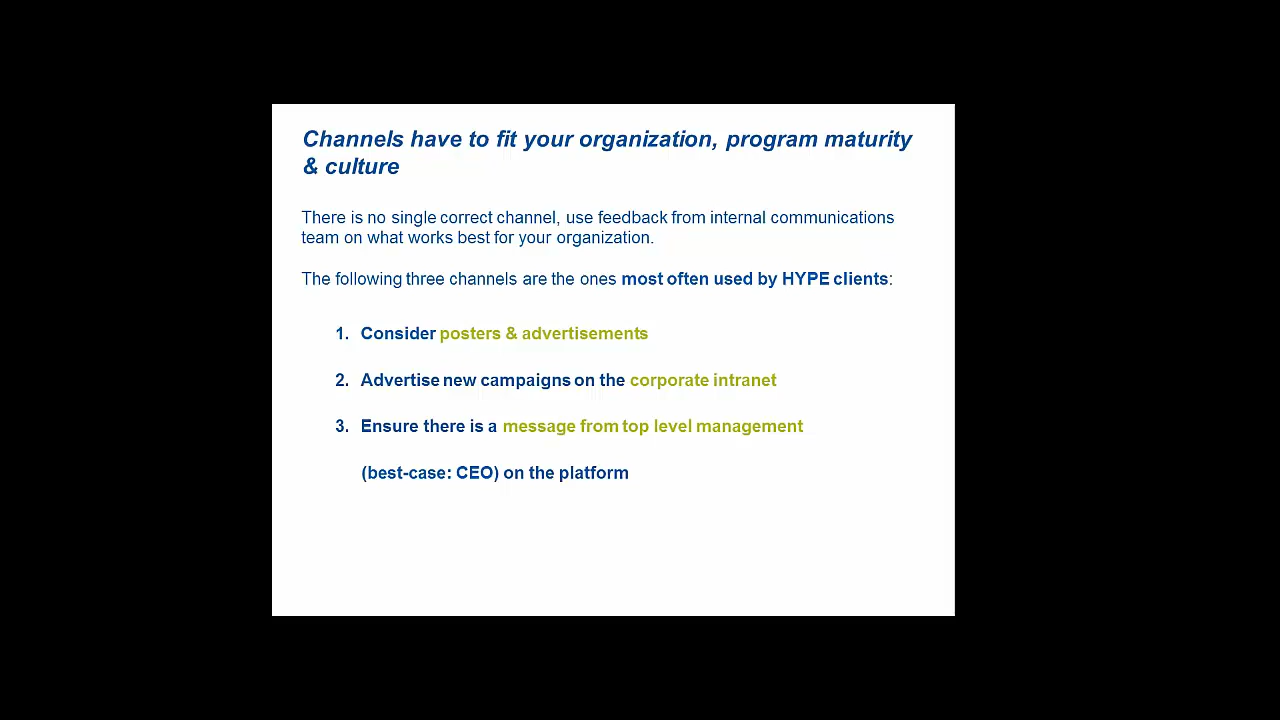 Channels have to fit your organization, program maturity
& culture
There is no single correct channel, use feedback from internal communications
team on what works best for your organization.
The following three channels are the ones most often used by HYPE clients:
1. Consider posters & advertisements
2. Advertise new campaigns on the corporate intranet
3. Ensure there is a message from top level management
(best-case: CEO) on the platform